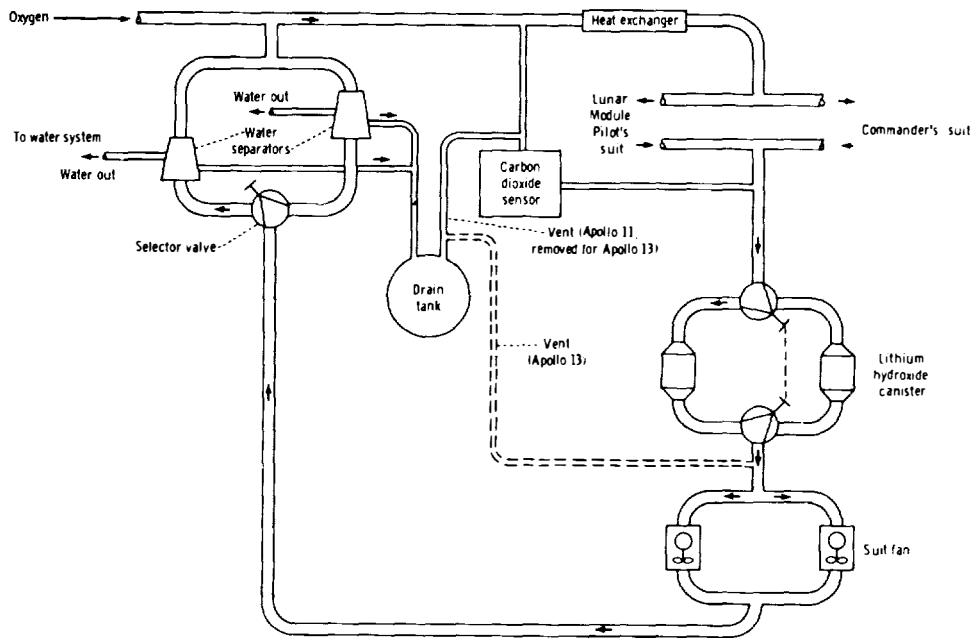 Oxygen
Heat exchanger
Water out
Lunar
Module
Pilot's
suit
Commander's suit
To water system
Water
separators
Water out
Carbon
dioxide
sensor
Selector valve
Vent (Apollo 11,
removed for Apollo 13)
Drain
tank
Vent
(Apollo 13)
Lithium
hydroxide
canister
Suit fan